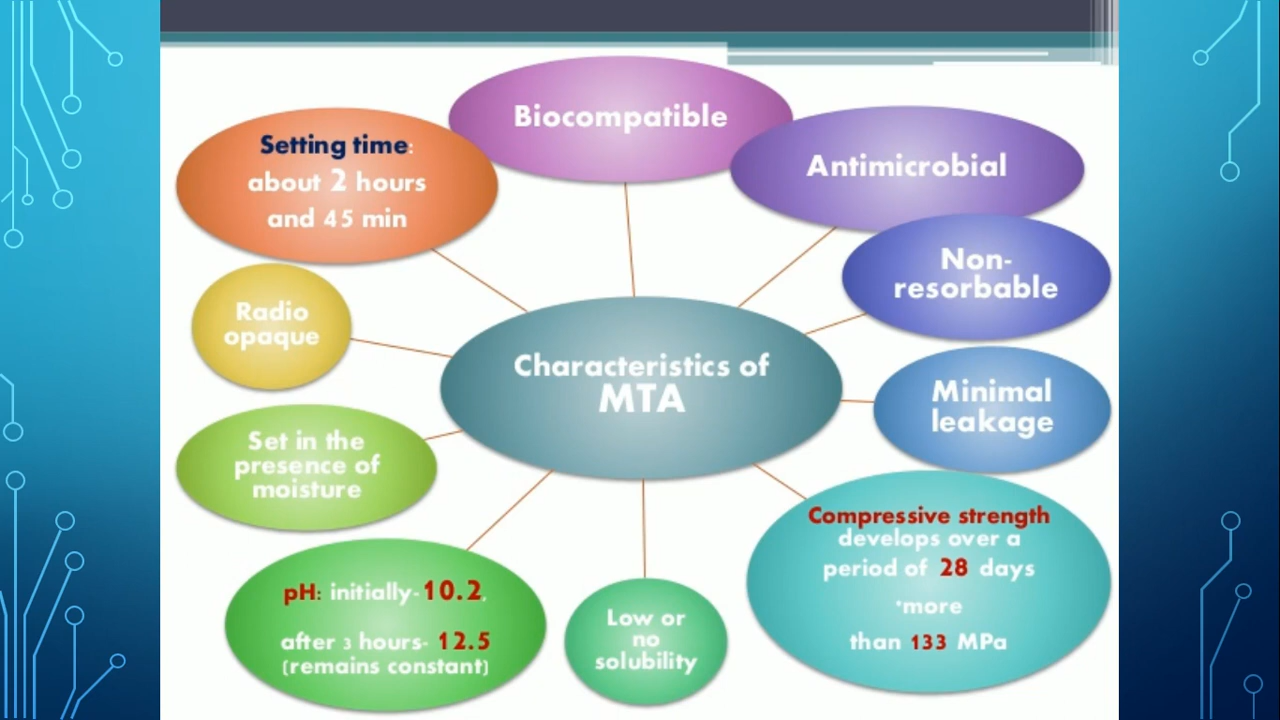 Biocompatible
Setting time:
about 2 hours
and 45 min
Antimicrobial
Non-
resorbable
Radio
opaque
Characteristics of
MTA
Minimal
leakage
Set in the
presence of
moisture
Compressive strength
develops over a
period of 28 days
*more
than 133 MPa
pH: initially-10.2,
after 3 hours- 12.5
(remains constant)
Low or
no
solubility